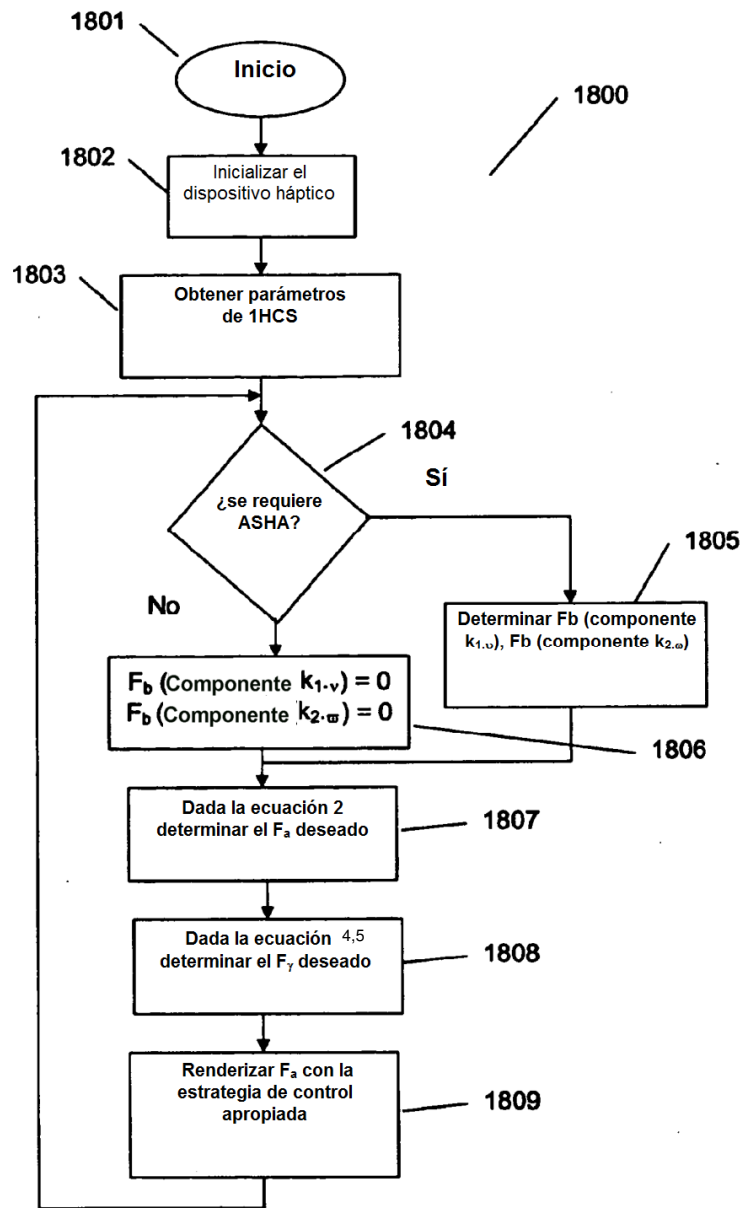 1801
Inicio
1800
1802
Inicializar el
dispositivo háptico
1803
Obtener parámetros
de 1HCS
1804
Sí
¿se requiere
ASHA?
1805
No
Determinar Fb (componente
k₁.ᴜ), Fb (componente k₂.ω)
F_b (Componente k₁.ᵥ) = 0
F_b (Componente k₂.ϖ) = 0
1806
Dada la ecuación 2
determinar el Fₐ deseado
1807
Dada la ecuación 4,5
determinar el Fᵧ deseado
1808
Renderizar Fₐ con la
estrategia de control
apropiada
1809